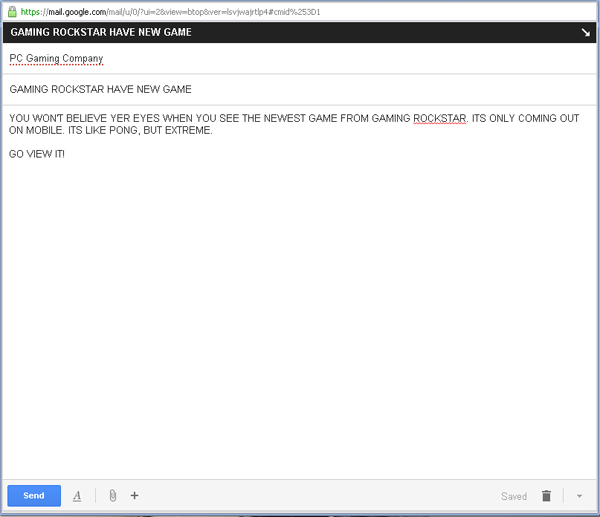 https://mail.google.com/mail/u/0/?ui=2&view=btop&ver=lsvjwajrtlp4#cmid%253D1
GAMING ROCKSTAR HAVE NEW GAME
PC Gaming Company
GAMING ROCKSTAR HAVE NEW GAME
YOU WON'T BELIEVE YER EYES WHEN YOU SEE THE NEWEST GAME FROM GAMING ROCKSTAR. ITS ONLY COMING OUT
ON MOBILE. ITS LIKE PONG, BUT EXTREME.
GO VIEW IT!
Send A Saved